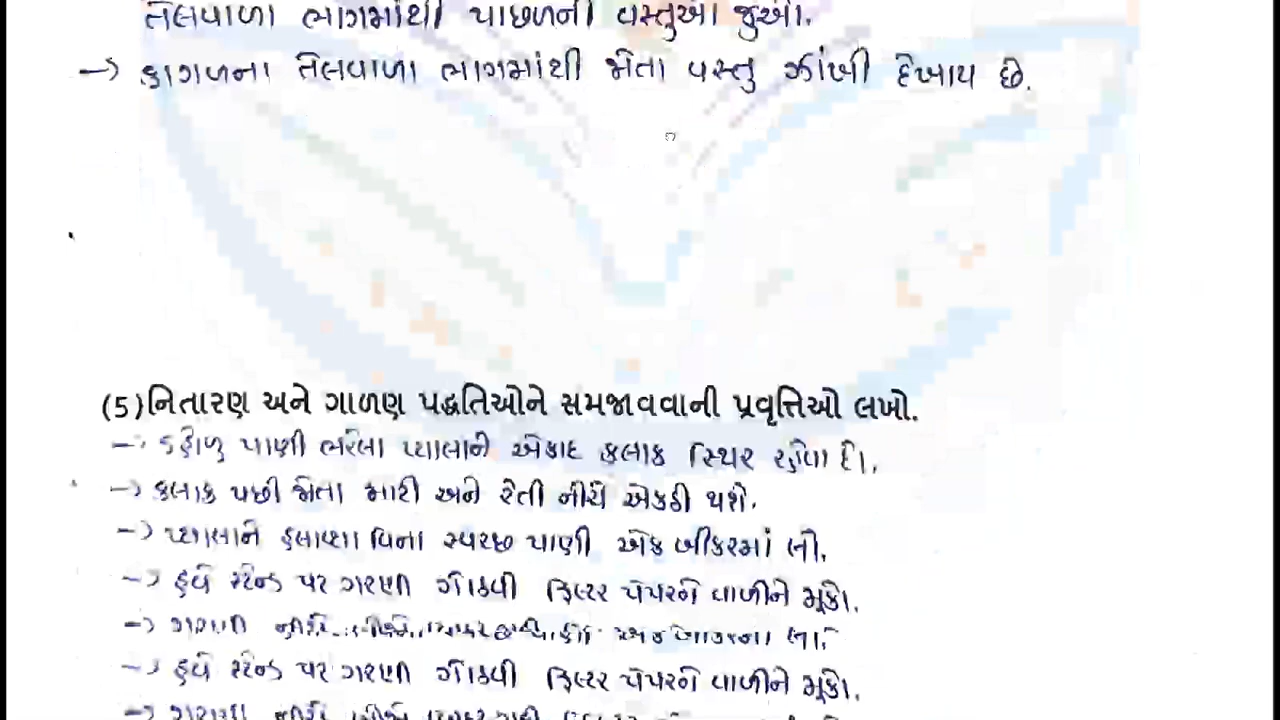 તેલવાળા ભાગમાંથી પાછળની વસ્તુઓ જુઓ.
→ કાગળના તેલવાળા ભાગમાંથી જોતા વસ્તુ ઝાંખી દેખાય છે.
(5) નિતારણ અને ગાળણ પદ્ધતિઓને સમજાવવાની પ્રવૃત્તિઓ લખો.
→ ડહોળુ પાણી ભરેલા પ્યાલાને એકાદ કલાક સ્થિર રહેવા દો.
→ કલાક પછી જોતા માટી અને રેતી નીચે એકઠી થશે.
→ પ્યાલાને હલાવ્યા વિના સ્વચ્છ પાણી એક બીકરમાં લો.
→ હવે સ્ટેન્ડ પર ગરણી ગોઠવી ફિલ્ટર પેપરને વાળીને મૂકો.
→ ગરણી
→ હવે સ્ટેન્ડ પર ગરણી ગોઠવી ફિલ્ટર પેપરને વાળીને મૂકો.